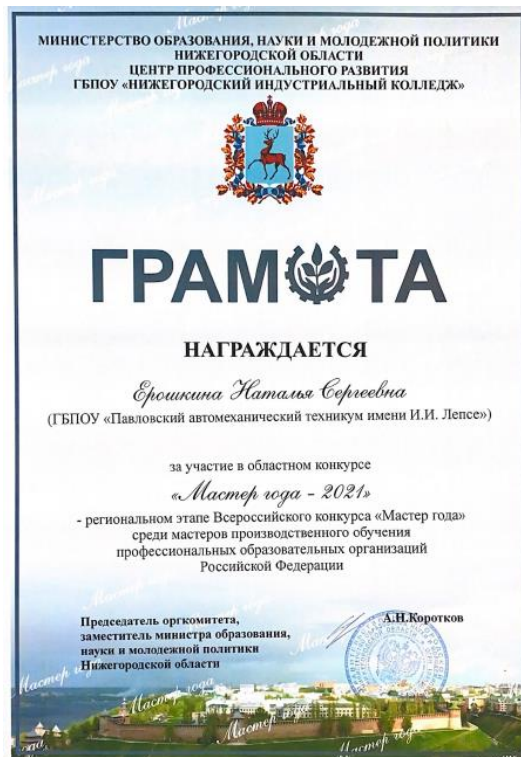 МИНИСТЕРСТВО ОБРАЗОВАНИЯ, НАУКИ И МОЛОДЕЖНОЙ ПОЛИТИКИ
НИЖЕГОРОДСКОЙ ОБЛАСТИ
ЦЕНТР ПРОФЕССИОНАЛЬНОГО РАЗВИТИЯ
ГБПОУ «НИЖЕГОРОДСКИЙ ИНДУСТРИАЛЬНЫЙ КОЛЛЕДЖ»
ГРАМОТА
НАГРАЖДАЕТСЯ
Ерошкина Наталья Сергеевна
(ГБПОУ «Павловский автомеханический техникум имени И.И. Лепсе»)
за участие в областном конкурсе
«Мастер года - 2021»
- региональном этапе Всероссийского конкурса «Мастер года»
среди мастеров производственного обучения
профессиональных образовательных организаций
Российской Федерации
Председатель оргкомитета,
заместитель министра образования,
науки и молодежной политики
Нижегородской области
А.Н.Коротков
Мастер года